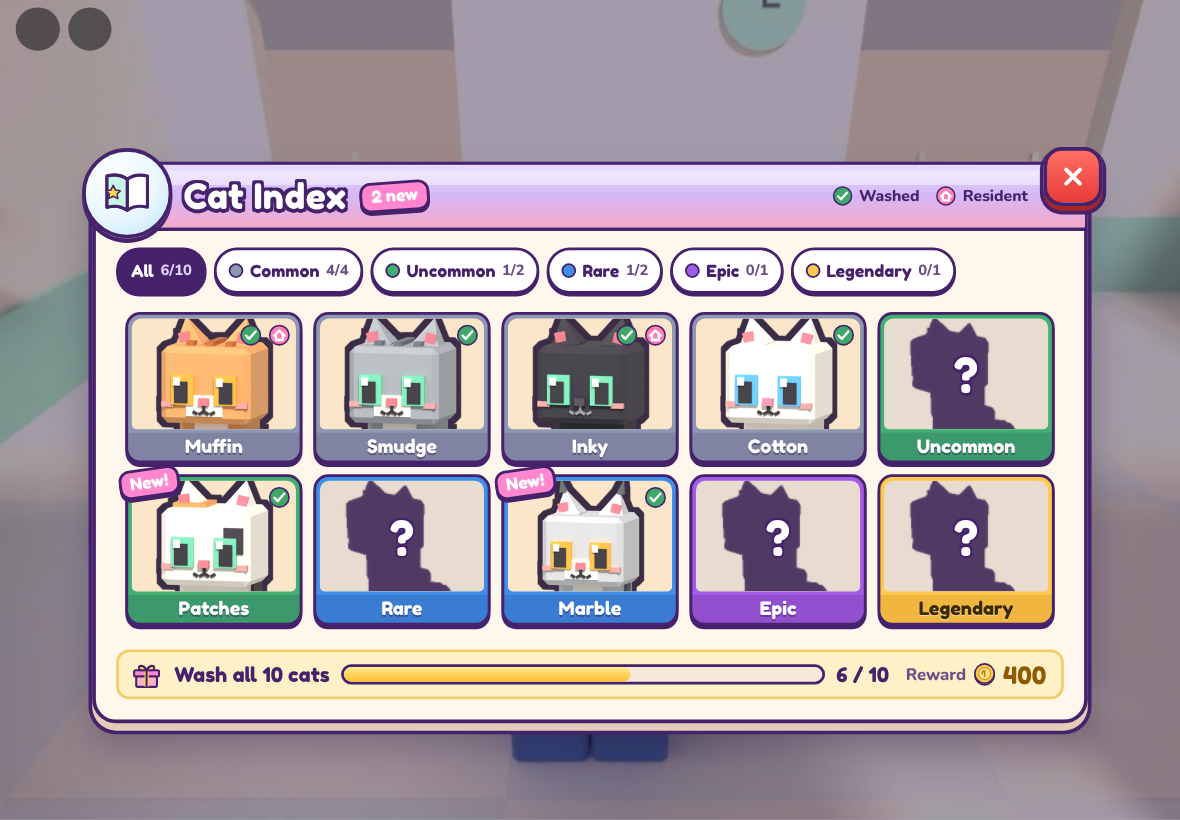 Cat Index
2 new
Washed
Resident
All 6/10
Common 4/4
Uncommon 1/2
Rare 1/2
Epic 0/1
Legendary 0/1
Muffin
Smudge
Inky
Cotton
?
Uncommon
New!
Patches
?
Rare
New!
Marble
?
Epic
?
Legendary
Wash all 10 cats
6 / 10
Reward
1
400